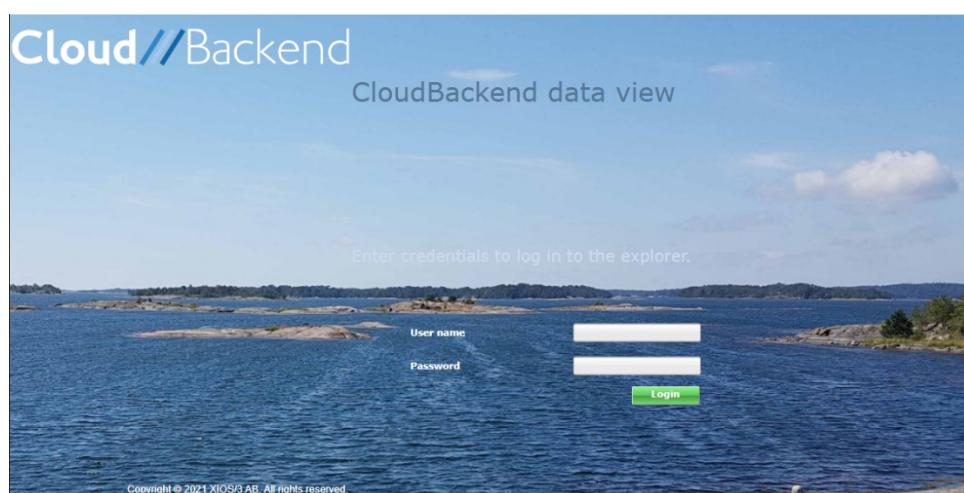 Cloud//Backend
CloudBackend data view
Enter credentials to log in to the explorer.
User name
Password
Login
Copyright © 2021 XIOS/3 AB. All rights reserved